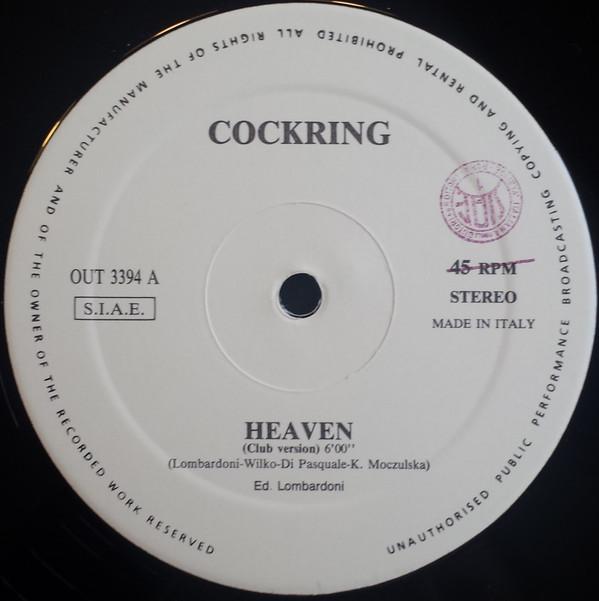 UNAUTHORISED PUBLIC PERFORMANCE BROADCASTING COPYING AND RENTAL PROHIBITED ALL RIGHTS OF THE MANUFACTURER AND OF THE OWNER OF THE RECORDED WORK RESERVED
COCKRING
OUT 3394 A
S.I.A.E.
45 RPM
STEREO
MADE IN ITALY
HEAVEN
(Club version) 6'00''
(Lombardoni-Wilko-Di Pasquale-K. Moczulska)
Ed. Lombardoni